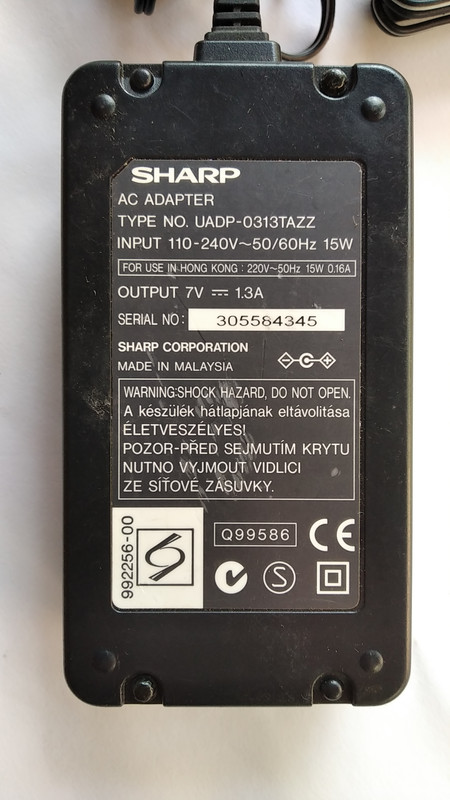 SHARP
AC ADAPTER
TYPE NO. UADP-0313TAZZ
INPUT 110-240V~50/60Hz 15W
FOR USE IN HONG KONG : 220V~50Hz 15W 0.16A
OUTPUT 7V ⎓ 1.3A
SERIAL NO: 305584345
SHARP CORPORATION
MADE IN MALAYSIA
WARNING:SHOCK HAZARD, DO NOT OPEN.
A készülék hátlapjának eltávolitása
ÉLETVESZÉLYES!
POZOR-PŘED SEJMUTÍM KRYTU
NUTNO VYJMOUT VIDLICI
ZE SÍŤOVÉ ZÁSUVKY.
992256-00
Q99586
CE
S